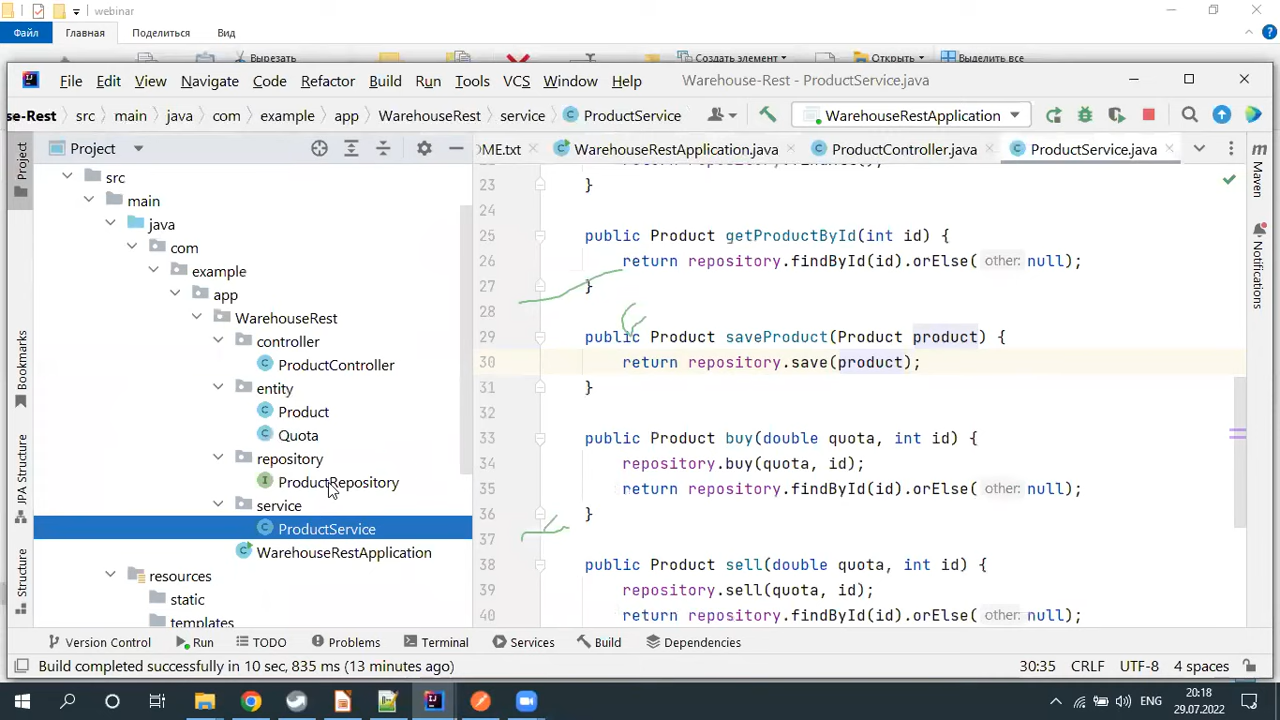 webinar
Файл Главная Поделиться Вид
Вырезать Создать элемент Открыть Выделить все
File Edit View Navigate Code Refactor Build Run Tools VCS Window Help Warehouse-Rest - ProductService.java
se-Rest src main java com example app WarehouseRest service ProductService WarehouseRestApplication
Project Project OME.txt WarehouseRestApplication.java ProductController.java ProductService.java Maven
src
main
java
com
example
app
WarehouseRest
controller
ProductController
entity
Product
Quota
repository
ProductRepository
service
ProductService
WarehouseRestApplication
resources
static
templates
23 }
24
25 public Product getProductById(int id) {
26 return repository.findById(id).orElse( other: null);
27 }
28
29 public Product saveProduct(Product product) {
30 return repository.save(product);
31 }
32
33 public Product buy(double quota, int id) {
34 repository.buy(quota, id);
35 return repository.findById(id).orElse( other: null);
36 }
37
38 public Product sell(double quota, int id) {
39 repository.sell(quota, id);
40 return repository.findById(id).orElse( other: null);
Bookmarks
JPA Structure
Structure
Notifications
Version Control Run TODO Problems Terminal Services Build Dependencies
Build completed successfully in 10 sec, 835 ms (13 minutes ago) 30:35 CRLF UTF-8 4 spaces
ENG 20:18
29.07.2022